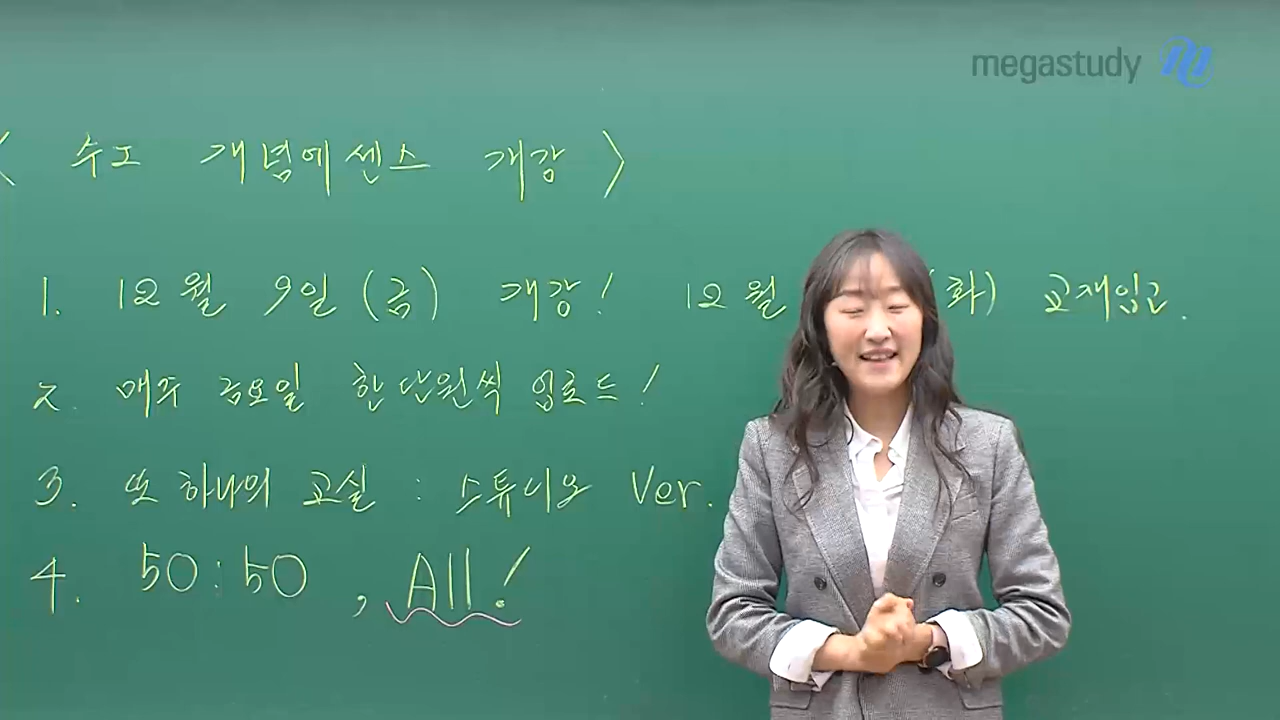 megastudy
< 수포 개념에센스 개강 >
1. 12월 9일 (금) 개강! 12월 (화) 교재입고.
2. 매주 금요일 한 단원씩 업로드!
3. 또 하나의 교실 : 스튜디오 Ver.
4. 50:50, All!